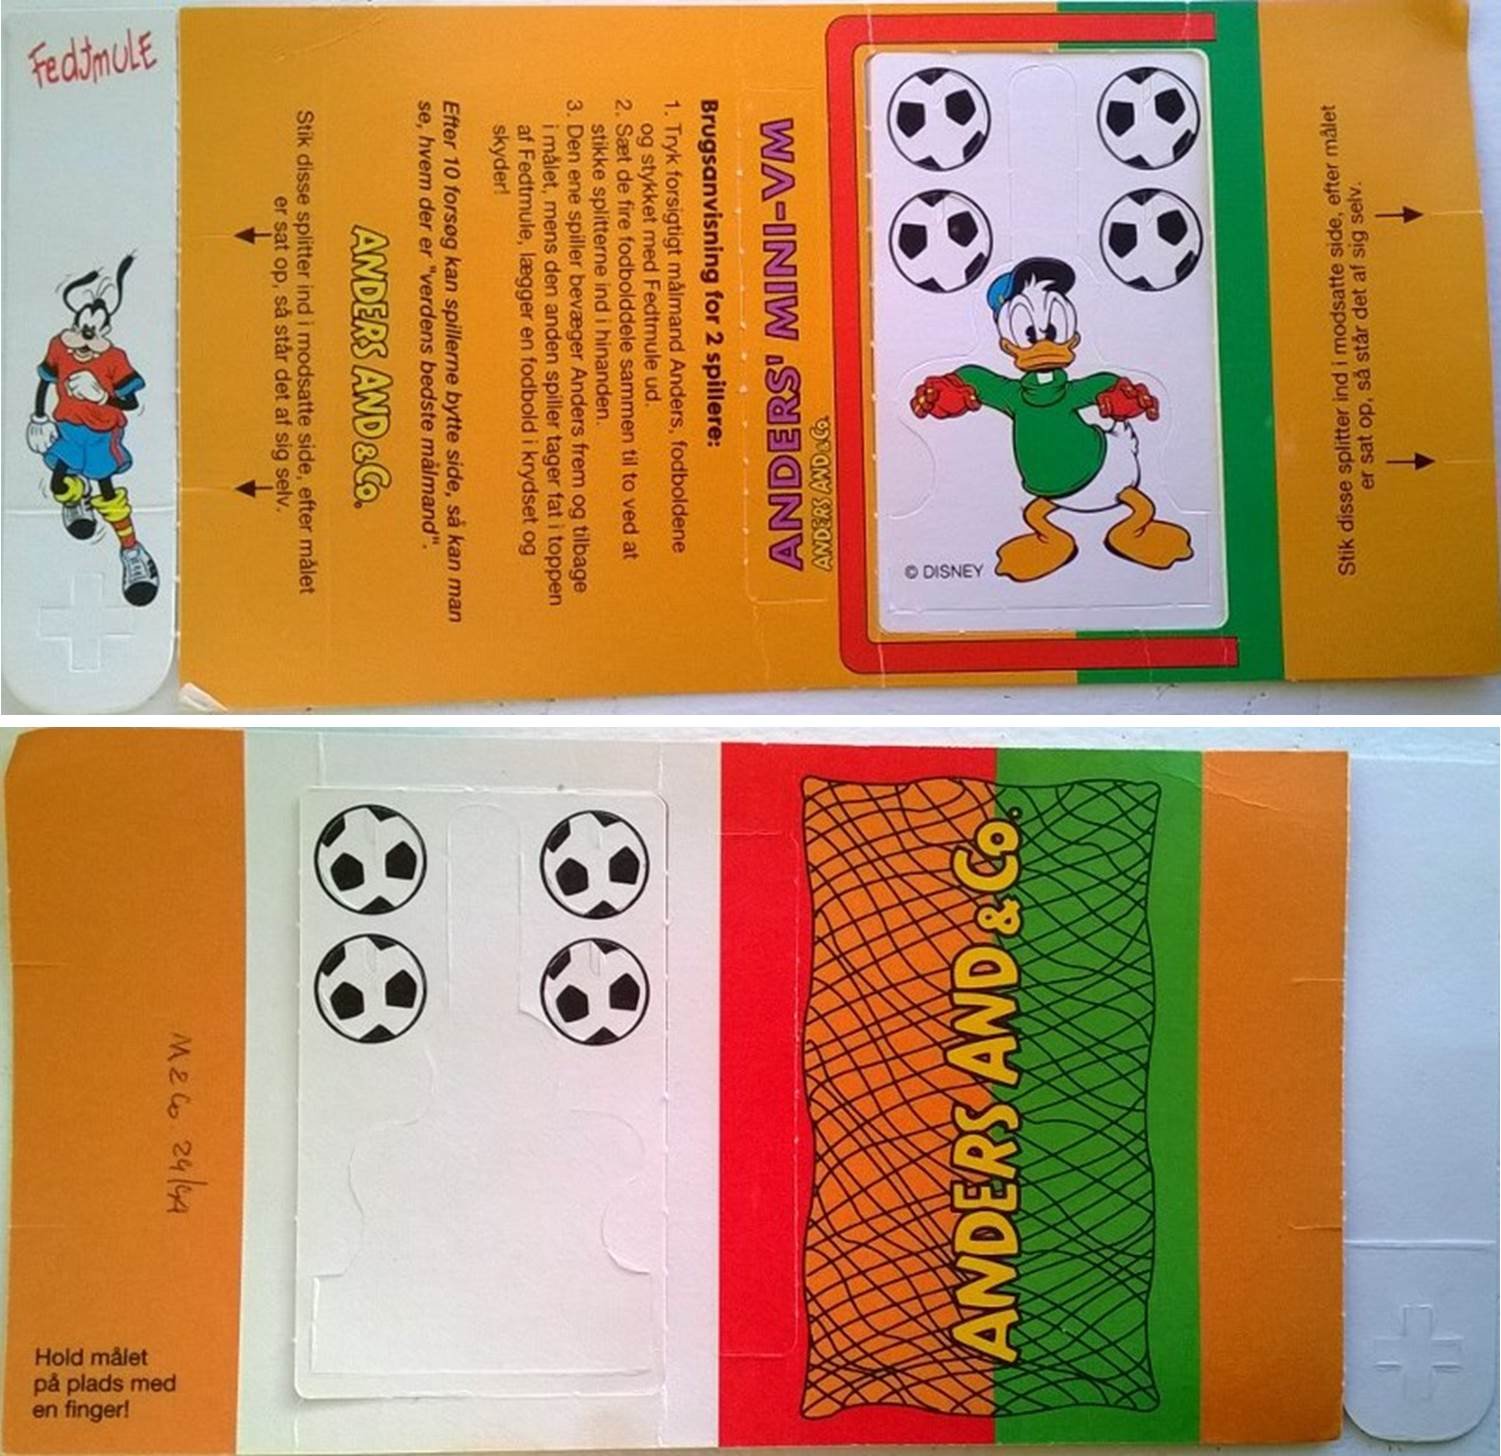 FedtmULE
Stik disse splitter ind i modsatte side, efter målet
er sat op, så står det af sig selv.
ANDERS' MINI-VM
ANDERS AND & Co.
Brugsanvisning for 2 spillere:
1. Tryk forsigtigt målmand Anders, fodboldene
og stykket med Fedtmule ud.
2. Sæt de fire fodbolddele sammen til to ved at
stikke splitterne ind i hinanden.
3. Den ene spiller bevæger Anders frem og tilbage
i målet, mens den anden spiller tager fat i toppen
af Fedtmule, lægger en fodbold i krydset og
skyder!
Efter 10 forsøg kan spillerne bytte side, så kan man
se, hvem der er "verdens bedste målmand".
ANDERS AND & Co.
Stik disse splitter ind i modsatte side, efter målet
er sat op, så står det af sig selv.
© DISNEY
ANDERS AND & Co.
Hold målet
på plads med
en finger!